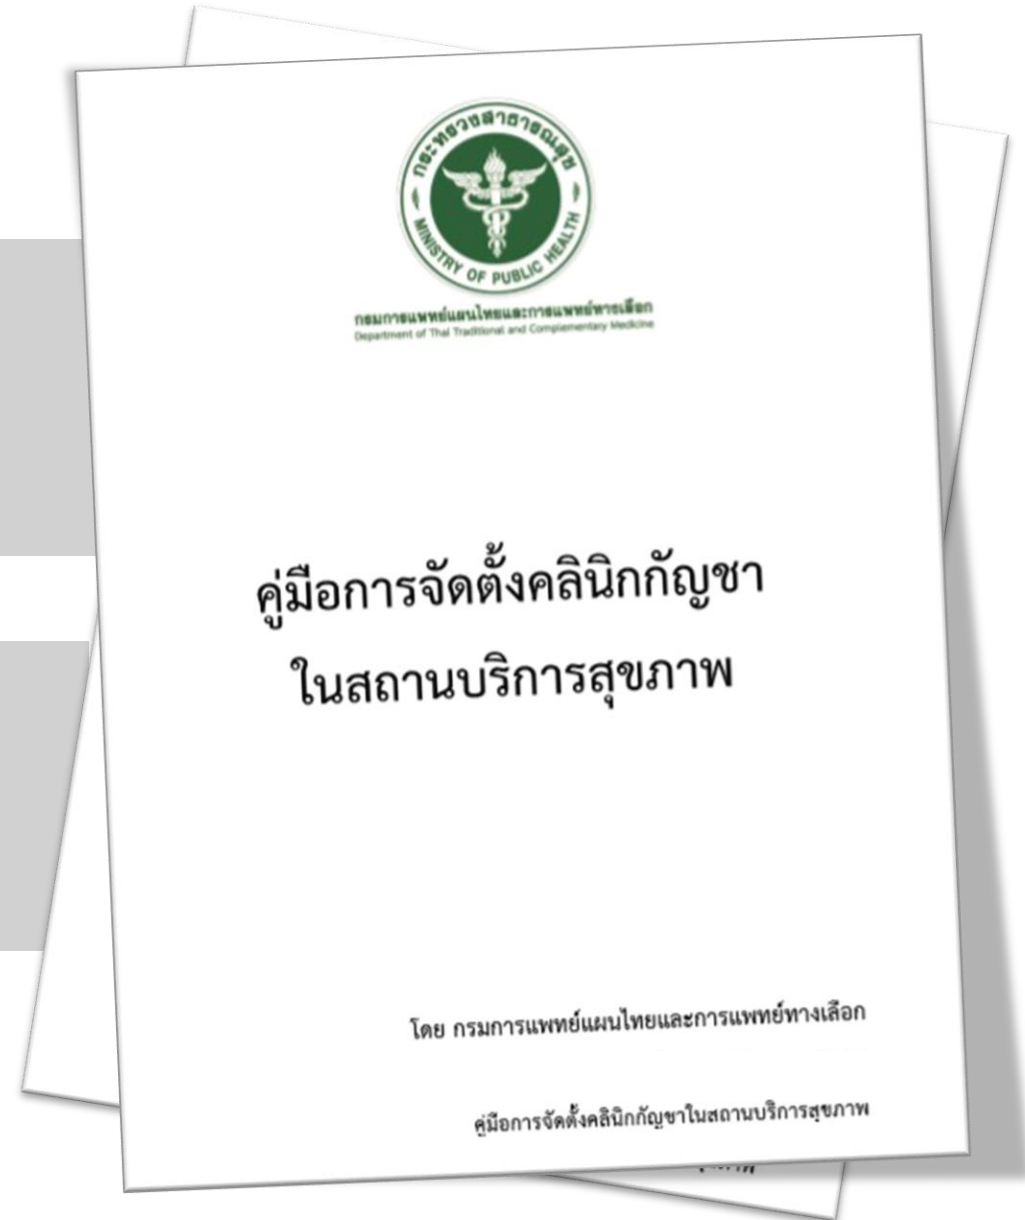 กระทรวงสาธารณสุข
MINISTRY OF PUBLIC HEALTH
กรมการแพทย์แผนไทยและการแพทย์ทางเลือก
Department of Thai Traditional and Complementary Medicine
คู่มือการจัดตั้งคลินิกกัญชา
ในสถานบริการสุขภาพ
โดย กรมการแพทย์แผนไทยและการแพทย์ทางเลือก
คู่มือการจัดตั้งคลินิกกัญชาในสถานบริการสุขภาพ